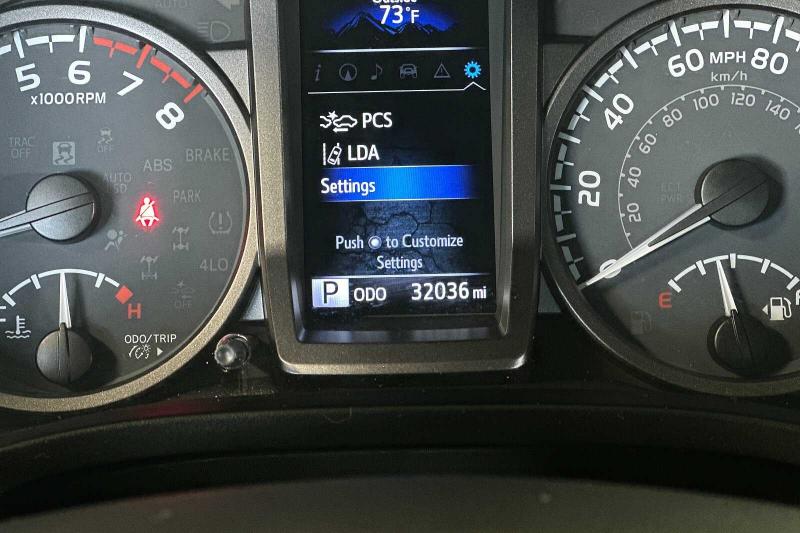 Outside
73°F
PCS
LDA
Settings
Push to Customize
Settings
P ODO 32036 mi
5 6 7 8
x1000RPM
TRAC
OFF
AUTO
ABS
BRAKE
PARK
4LO
H
ODO/TRIP
MPH
km/h
0 20 40 60 80
20 40 60 80 100 120 140
ECT
PWR
E
F